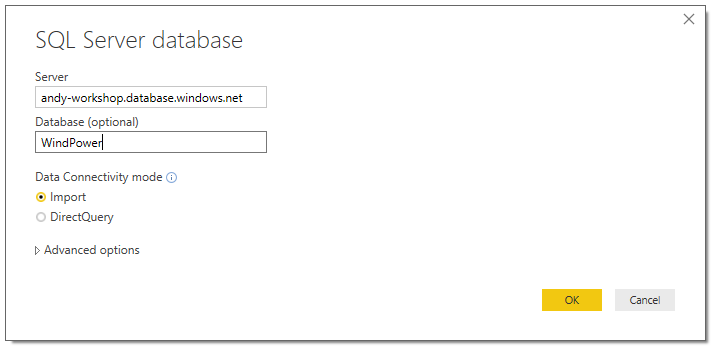 SQL Server database
Server
andy-workshop.database.windows.net
Database (optional)
WindPower
Data Connectivity mode
Import
DirectQuery
Advanced options
OK Cancel